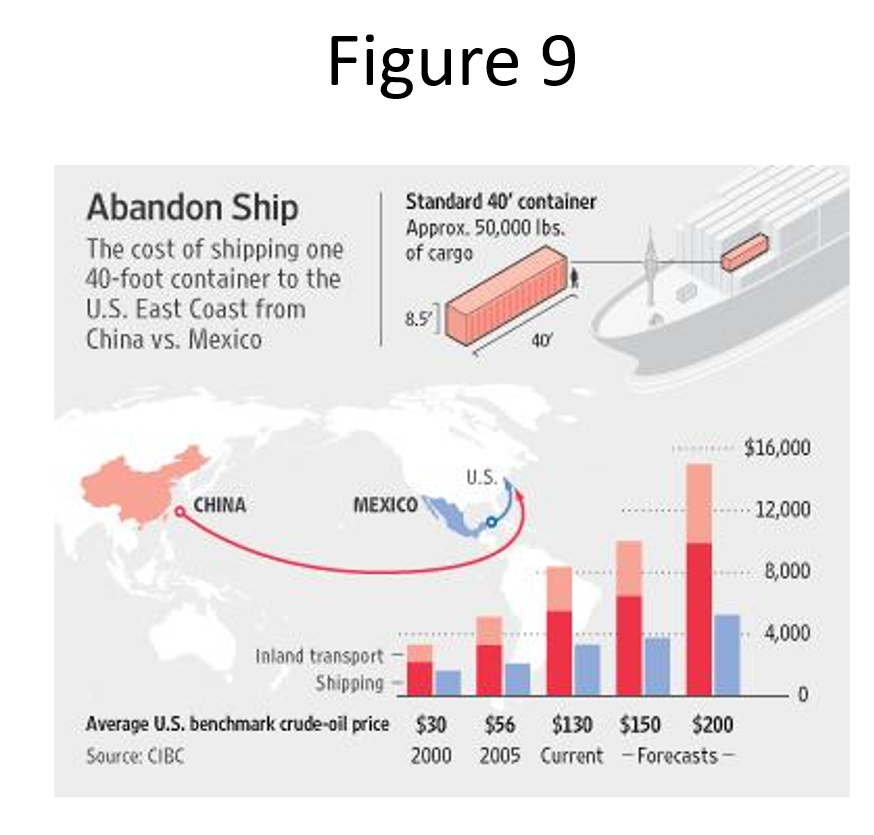 Figure 9
Abandon Ship
The cost of shipping one
40-foot container to the
U.S. East Coast from
China vs. Mexico
Standard 40′ container
Approx. 50,000 lbs.
of cargo
8.5′
40′
CHINA
MEXICO
U.S.
$16,000
12,000
8,000
4,000
0
Inland transport
Shipping
Average U.S. benchmark crude-oil price $30 $56 $130 $150 $200
Source: CIBC 2000 2005 Current – Forecasts –